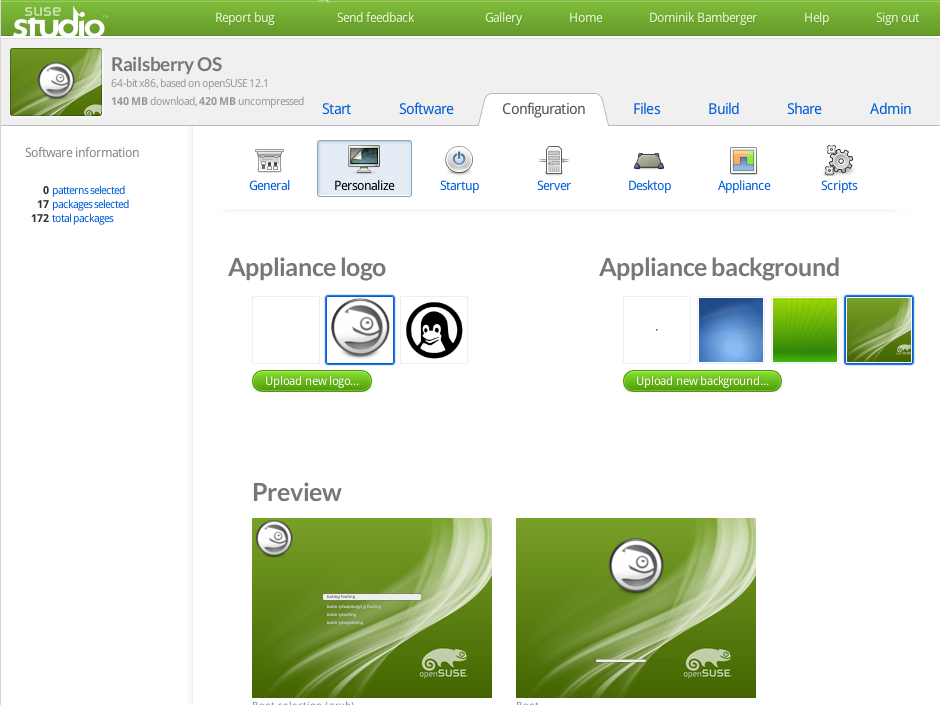 suse
studio
Report bug
Send feedback
Gallery
Home
Dominik Bamberger
Help
Sign out
Railsberry OS
64-bit x86, based on openSUSE 12.1
140 MB download, 420 MB uncompressed
Start
Software
Configuration
Files
Build
Share
Admin
Software information
0 patterns selected
17 packages selected
172 total packages
General
Personalize
Startup
Server
Desktop
Appliance
Scripts
Appliance logo
Appliance background
Upload new logo...
Upload new background...
Preview
openSUSE
openSUSE
Boot selection (grub)
Boot